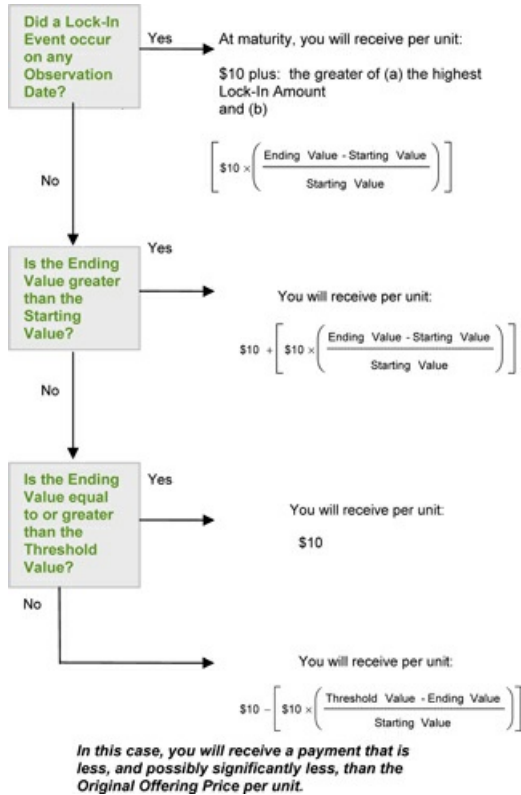 Did a Lock-In
Event occur
on any
Observation
Date?
Yes
At maturity, you will receive per unit:
$10 plus: the greater of (a) the highest
Lock-In Amount
and (b)
[$10 × (Ending Value - Starting Value
Starting Value)]
No
Is the Ending
Value greater
than the
Starting
Value?
Yes
You will receive per unit:
$10 + [$10 × (Ending Value - Starting Value
Starting Value)]
No
Is the Ending
Value equal
to or greater
than the
Threshold
Value?
Yes
You will receive per unit:
$10
No
You will receive per unit:
$10 − [$10 × (Threshold Value - Ending Value
Starting Value)]
In this case, you will receive a payment that is
less, and possibly significantly less, than the
Original Offering Price per unit.